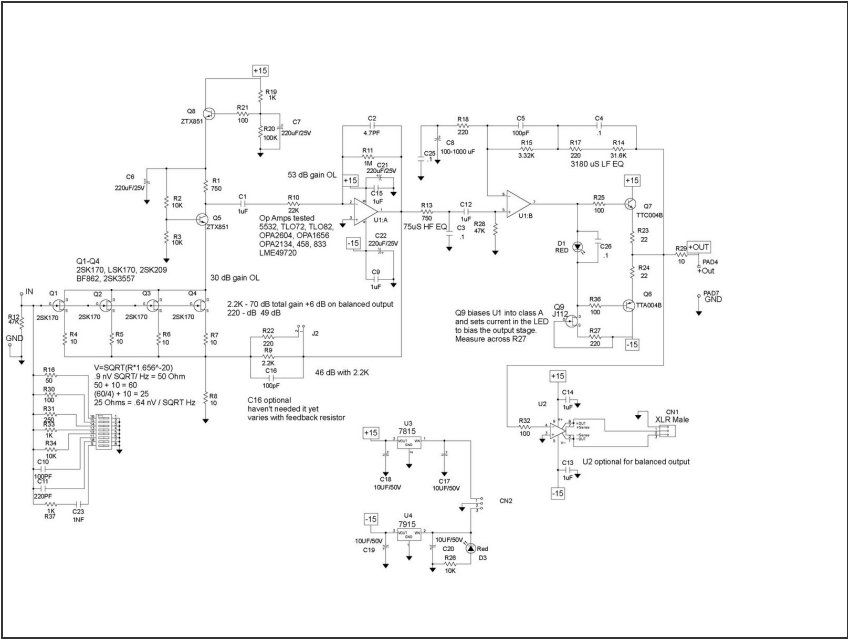 +15
R19
1K
Q8
ZTX851
R21
100
R20
100K
C7
220uF/25V
C6
220uF/25V
R1
750
R2
10K
R3
10K
Q5
ZTX851
C1
1uF
R10
22K
53 dB gain OL
C2
4.7PF
R11
1M
C21
220uF/25V
+15
C15
1uF
U1:A
-15
C22
220uF/25V
C9
1uF
Op Amps tested
5532, TLO72, TLO82,
OPA2604, OPA1656
OPA2134, 458, 833
LME49720
R13
750
75uS HF EQ
C3
.1
C12
1uF
R28
47K
R18
220
C25
.1
C8
100-1000 uF
C5
100pF
C4
.1
R15
3.32K
R17
220
R14
31.6K
3180 uS LF EQ
U1:B
R25
100
+15
Q7
TTC004B
R23
22
D1
RED
C26
.1
R24
22
R29
10
+OUT
PAD4
+Out
PAD7
GND
R36
100
Q6
TTA004B
Q9
J112
R27
220
-15
Q9 biases U1 into class A
and sets current in the LED
to bias the output stage.
Measure across R27
Q1-Q4
2SK170, LSK170, 2SK209
BF862, 2SK3557
30 dB gain OL
IN
R12
47K
GND
Q1
2SK170
Q2
2SK170
Q3
2SK170
Q4
2SK170
R4
10
R5
10
R6
10
R7
10
R8
10
2.2K - 70 dB total gain +6 dB on balanced output
220 - dB 49 dB
R22
220
J2
R9
2.2K
C16
100pF
46 dB with 2.2K
C16 optional
haven't needed it yet
varies with feedback resistor
V=SQRT(R*1.656^-20)
.9 nV SQRT/ Hz = 50 Ohm
50 + 10 = 60
(60/4) + 10 = 25
25 Ohms = .64 nV / SQRT Hz
R16
50
R30
100
R31
250
R33
1K
R34
10K
C10
100PF
C11
220PF
1K
R37
C23
1NF
U3
7815
+15
VOUT
VIN
GND
C18
10UF/50V
C17
10UF/50V
CN2
U4
7915
-15
VOUT
VIN
GND
10UF/50V
C19
10UF/50V
C20
R26
10K
Red
D3
+15
C14
1uF
U2
R32
100
+OUT
+Sense
-Sense
-OUT
CN1
XLR Male
C13
1uF
-15
U2 optional for balanced output